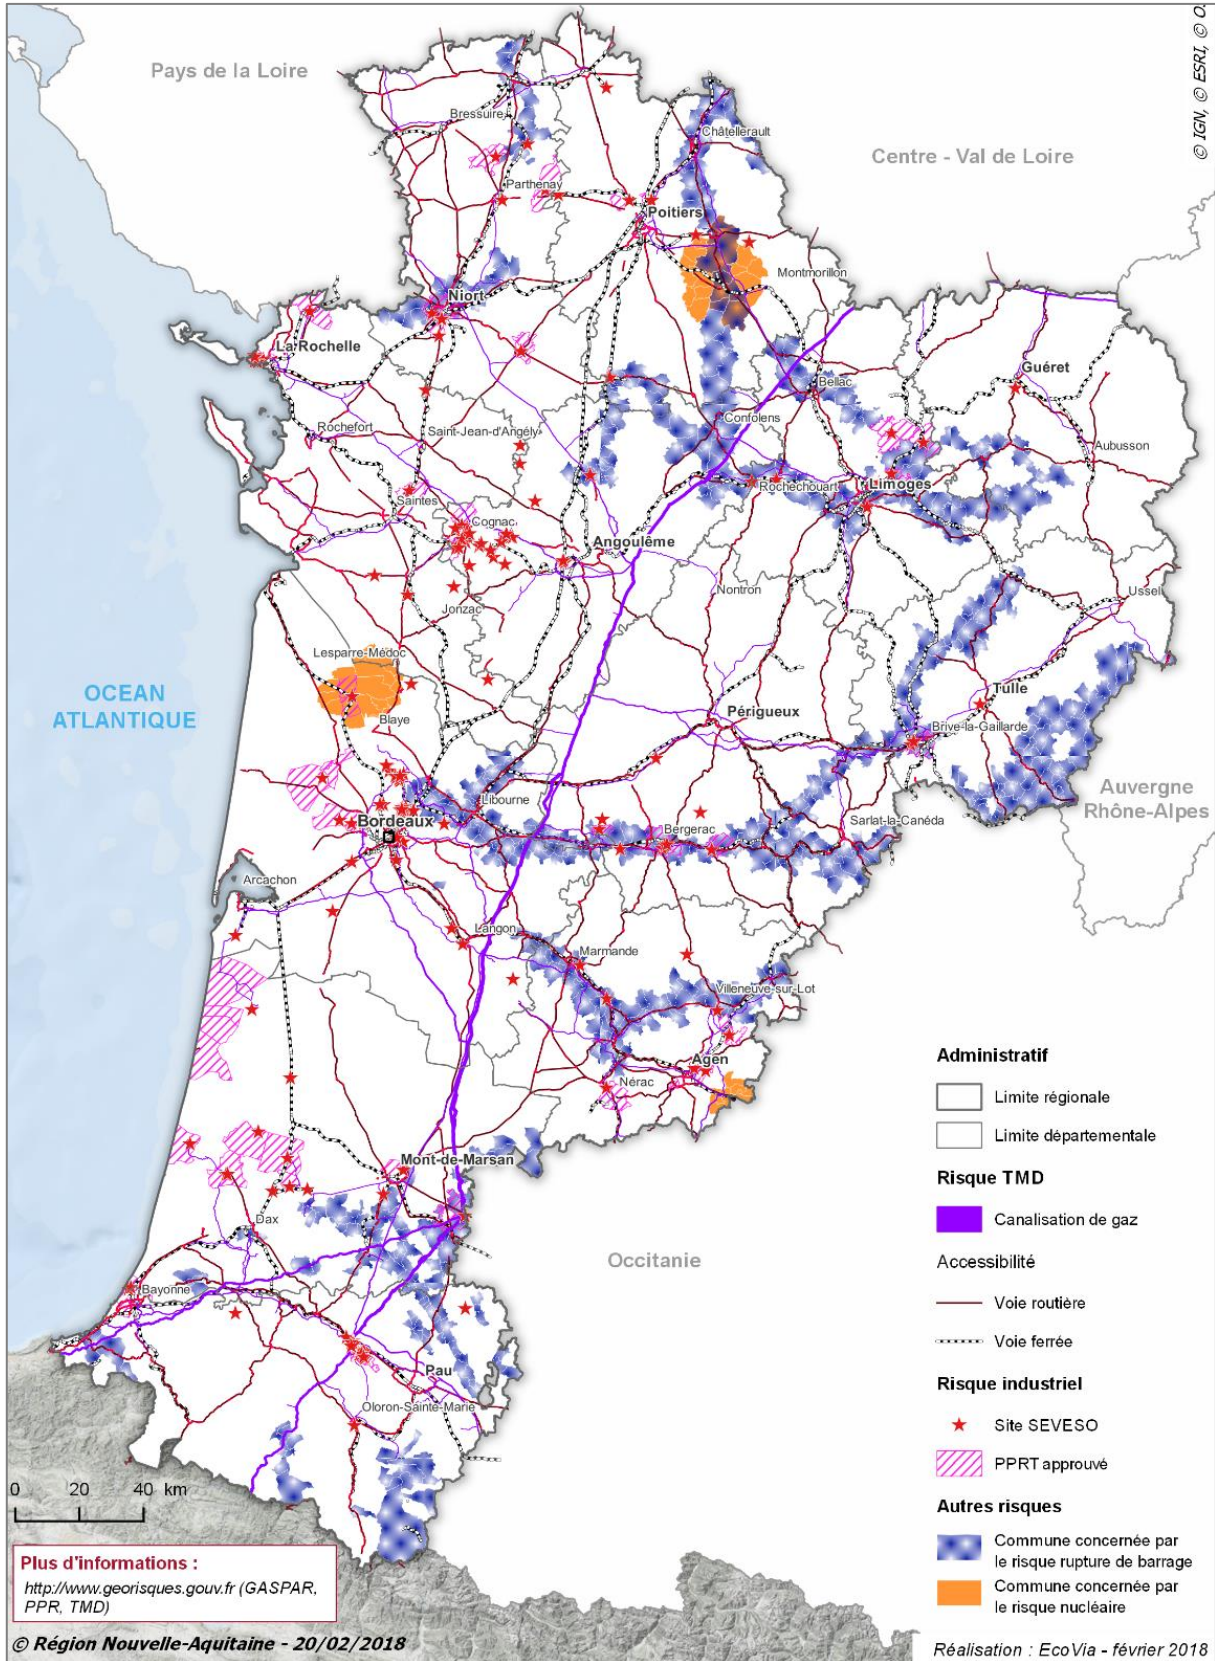 © IGN, © ESRI, © O.
Pays de la Loire
Centre - Val de Loire
Bressuire
Châtellerault
Parthenay
Poitiers
Montmorillon
Niort
La Rochelle
Guéret
Bellac
Rochefort
Saint-Jean-d'Angély
Confolens
Aubusson
Saintes
Rochechouart
Limoges
Cognac
Angoulême
Nontron
Ussel
Jonzac
Lesparre-Médoc
OCEAN
ATLANTIQUE
Tulle
Périgueux
Blaye
Brive-la-Gaillarde
Auvergne
Rhône-Alpes
Libourne
Bordeaux
Bergerac
Sarlat-la-Canéda
Arcachon
Langon
Marmande
Villeneuve-sur-Lot
Agen
Nérac
Mont-de-Marsan
Dax
Occitanie
Bayonne
Pau
Oloron-Sainte-Marie
Administratif
Limite régionale
Limite départementale
Risque TMD
Canalisation de gaz
Accessibilité
Voie routière
Voie ferrée
Risque industriel
Site SEVESO
PPRT approuvé
Autres risques
Commune concernée par
le risque rupture de barrage
Commune concernée par
le risque nucléaire
0 20 40 km
Plus d'informations :
http://www.georisques.gouv.fr (GASPAR,
PPR, TMD)
© Région Nouvelle-Aquitaine - 20/02/2018
Réalisation : EcoVia - février 2018